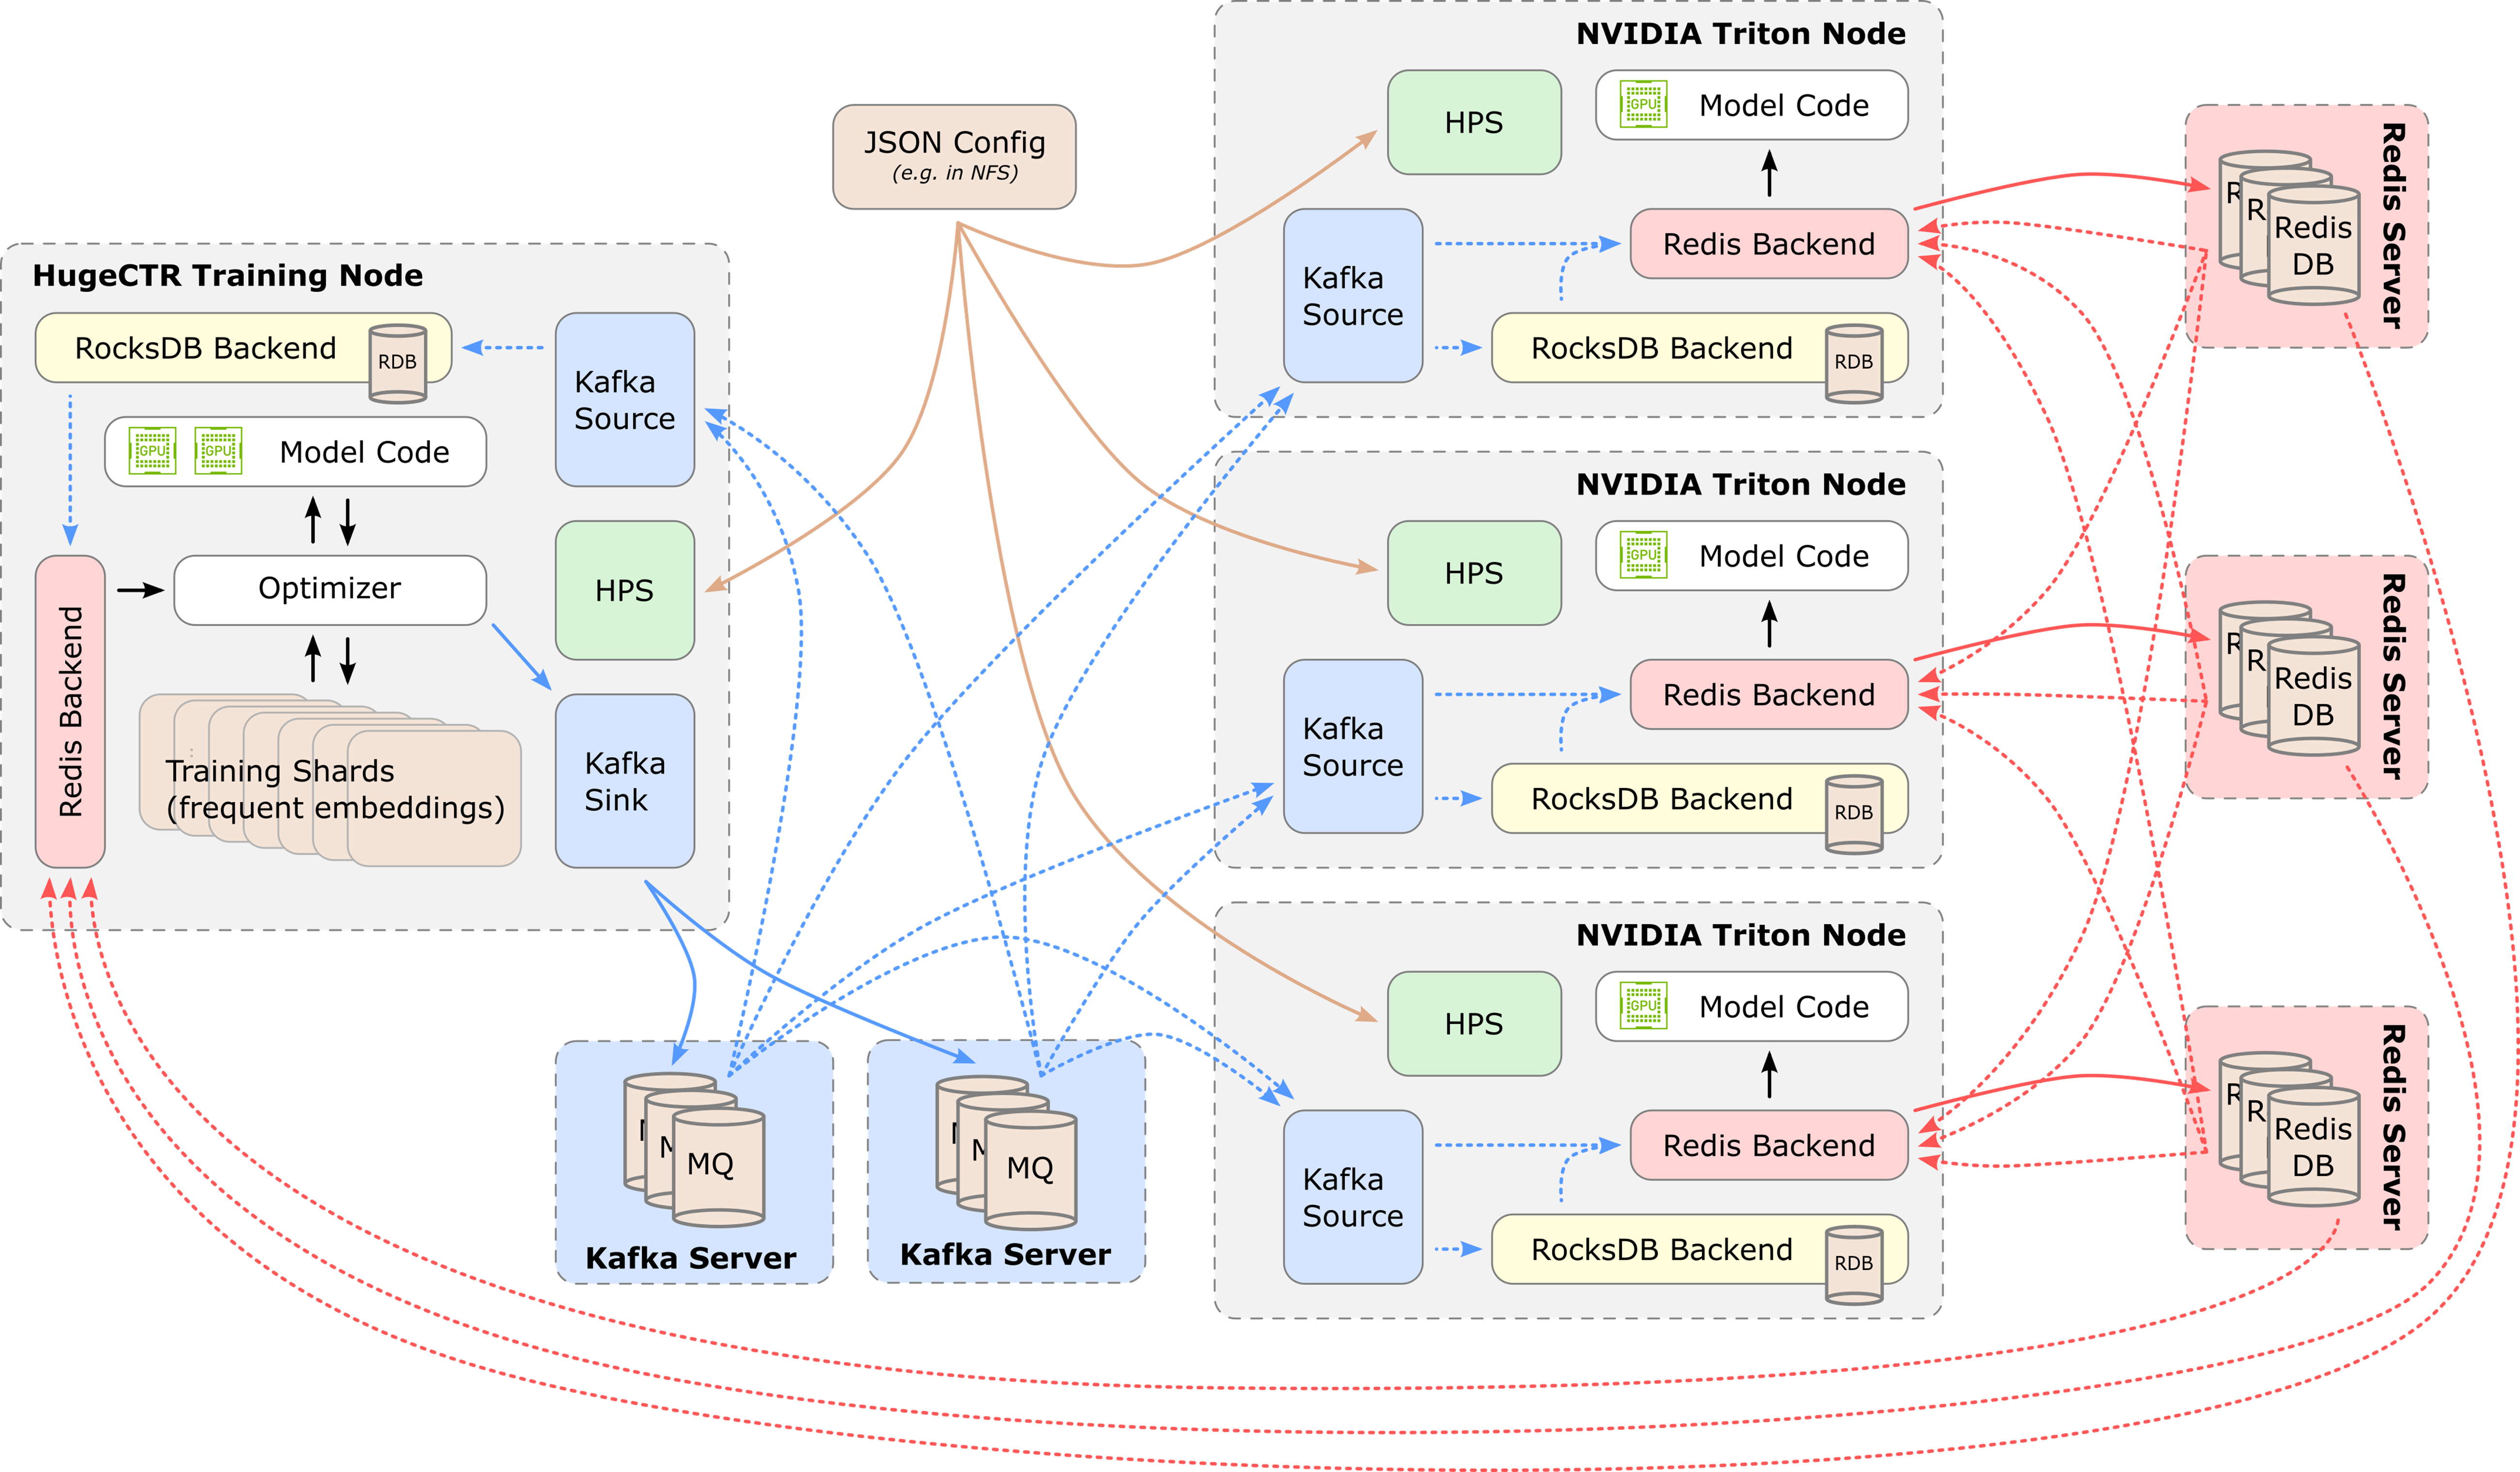 HugeCTR Training Node
RocksDB Backend
RDB
Kafka
Source
GPU
GPU
Model Code
HPS
Optimizer
Redis Backend
Training Shards
(frequent embeddings)
Kafka
Sink
JSON Config
(e.g. in NFS)
M
M
MQ
Kafka Server
M
M
MQ
Kafka Server
NVIDIA Triton Node
HPS
GPU
Model Code
Kafka
Source
Redis Backend
RocksDB Backend
RDB
NVIDIA Triton Node
HPS
GPU
Model Code
Kafka
Source
Redis Backend
RocksDB Backend
RDB
NVIDIA Triton Node
HPS
GPU
Model Code
Kafka
Source
Redis Backend
RocksDB Backend
RDB
R
R
Redis
DB
Redis Server
R
R
Redis
DB
Redis Server
R
R
Redis
DB
Redis Server